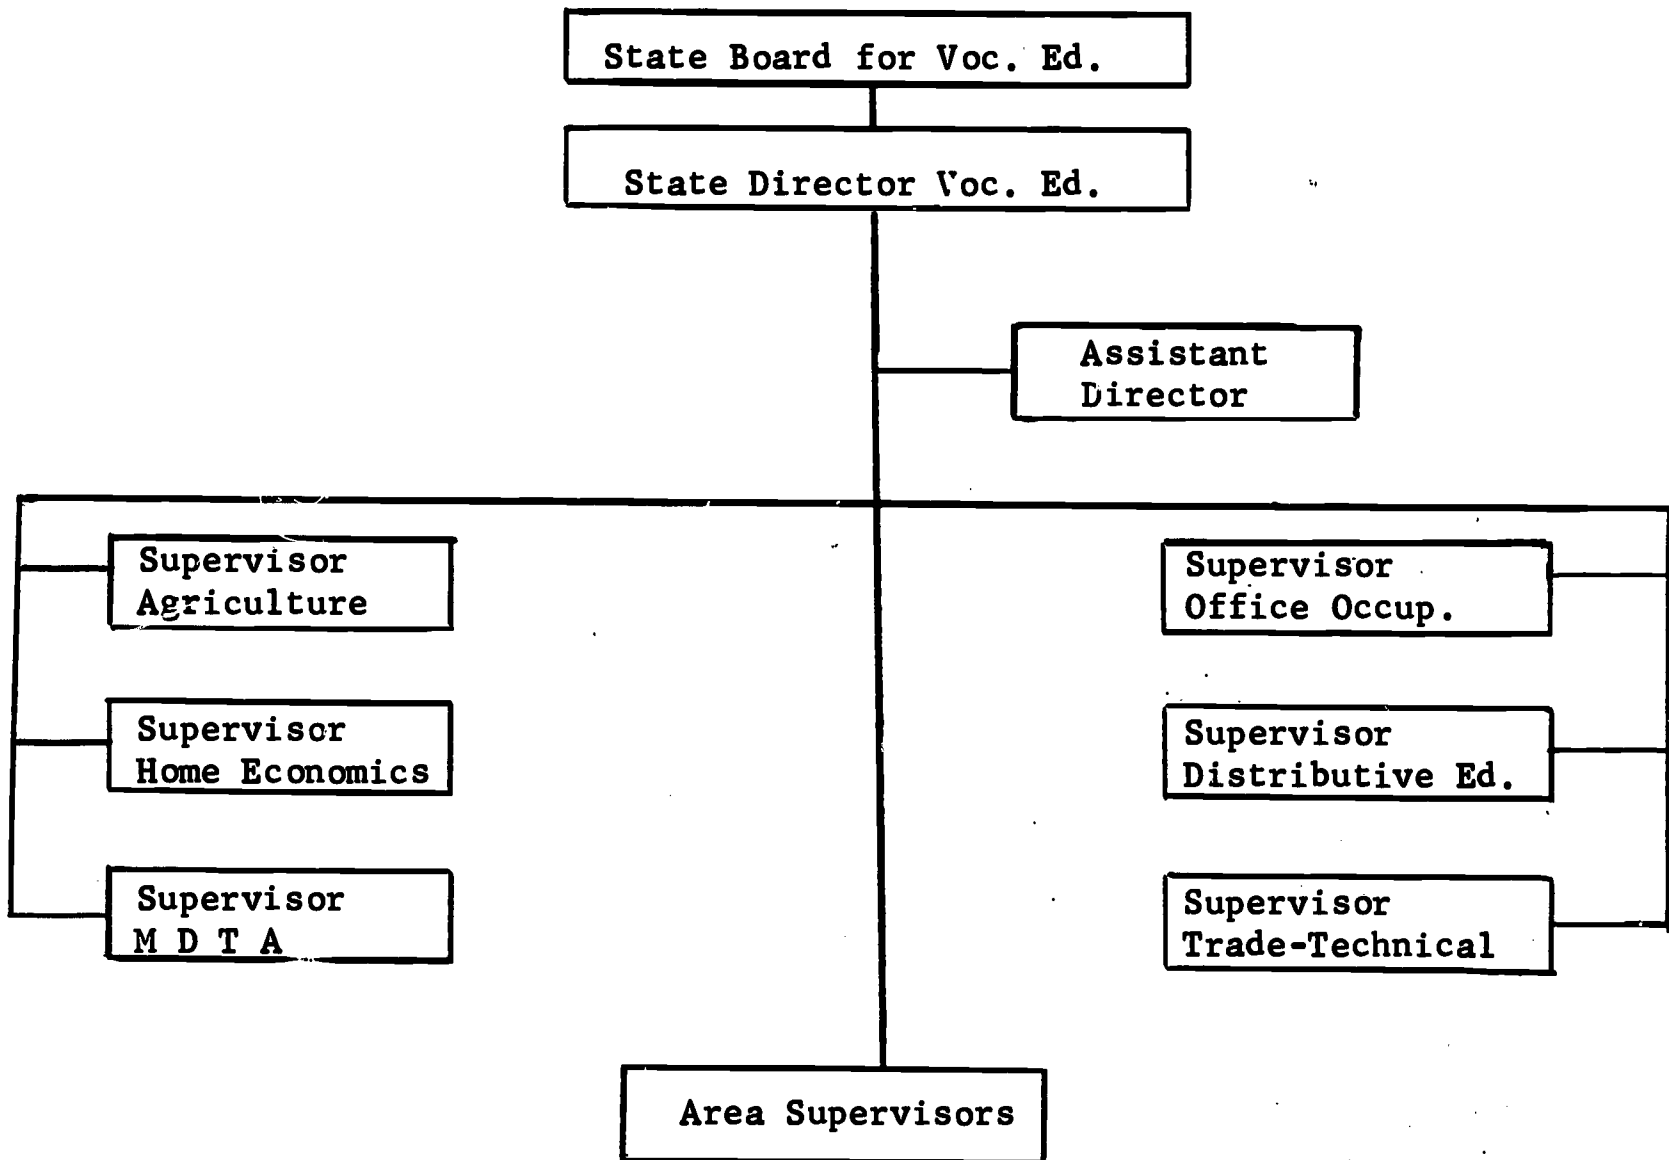 State Board for Voc. Ed.
State Director Voc. Ed.
Assistant
Director
Supervisor
Agriculture
Supervisor
Office Occup.
Supervisor
Home Economics
Supervisor
Distributive Ed.
Supervisor
M D T A
Supervisor
Trade-Technical
Area Supervisors